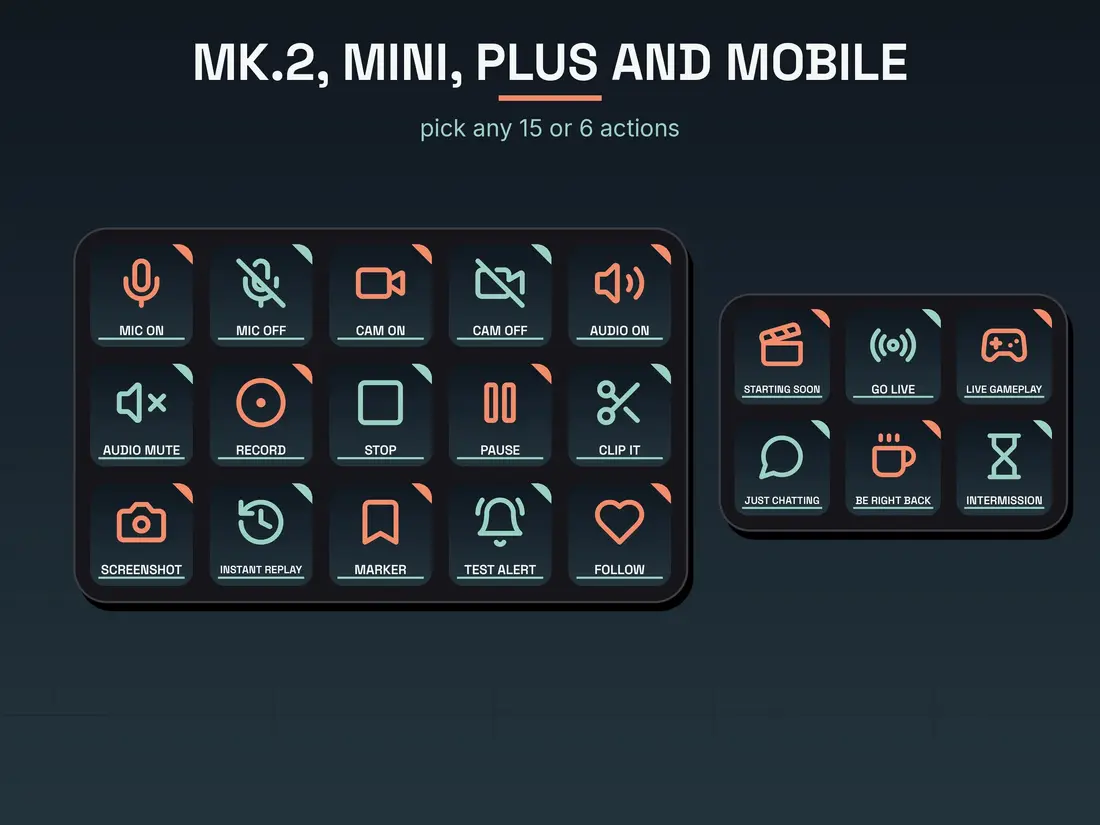 MK.2, MINI, PLUS AND MOBILE
pick any 15 or 6 actions
MIC ON
MIC OFF
CAM ON
CAM OFF
AUDIO ON
AUDIO MUTE
RECORD
STOP
PAUSE
CLIP IT
SCREENSHOT
INSTANT REPLAY
MARKER
TEST ALERT
FOLLOW
STARTING SOON
GO LIVE
LIVE GAMEPLAY
JUST CHATTING
BE RIGHT BACK
INTERMISSION